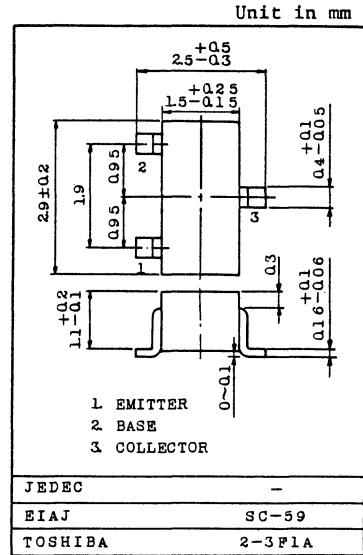 Unit in mm
+0.5
2.5-0.3
+0.25
1.5-0.15
2.9±0.2
1.9
0.95
0.95
2
1
3
+0.1
0.4-0.05
+0.2
1.1-0.1
0.3
+0.1
0.16-0.06
0~0.1
1. EMITTER
2. BASE
3. COLLECTOR
JEDEC -
EIAJ SC-59
TOSHIBA 2-3F1A